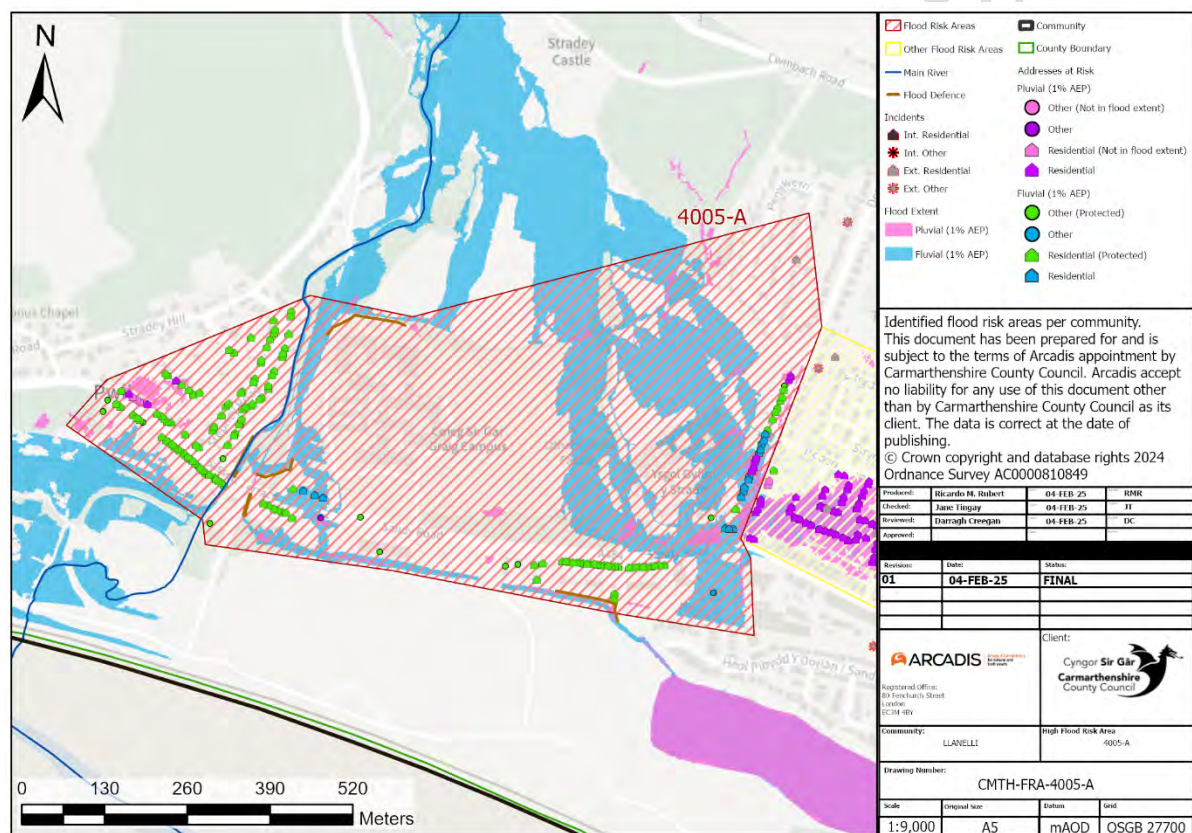 N
Stradey
Castle
Cwmbach Road
4005-A
Chapel
Stradey Hill
Road
Coleg Sir Gar
Graig Campus
Sandy Road
Ysgol Gyfun
y Strade
0 130 260 390 520
Meters
Flood Risk Areas
Other Flood Risk Areas
Main River
Flood Defence
Incidents
Int. Residential
Int. Other
Ext. Residential
Ext. Other
Flood Extent
Pluvial (1% AEP)
Fluvial (1% AEP)
Community
County Boundary
Addresses at Risk
Pluvial (1% AEP)
Other (Not in flood extent)
Other
Residential (Not in flood extent)
Residential
Fluvial (1% AEP)
Other (Protected)
Other
Residential (Protected)
Residential
Identified flood risk areas per community.
This document has been prepared for and is
subject to the terms of Arcadis appointment by
Carmarthenshire County Council. Arcadis accept
no liability for any use of this document other
than by Carmarthenshire County Council as its
client. The data is correct at the date of
publishing.
© Crown copyright and database rights 2024
Ordnance Survey AC0000810849
Produced: Ricardo M. Rubert 04-FEB-25 RMR
Checked: Jane Tingay 04-FEB-25 JT
Reviewed: Darragh Creegan 04-FEB-25 DC
Approved:
Revision: Date: Status:
01 04-FEB-25 FINAL
ARCADIS
Registered Office:
80 Fenchurch Street
London
EC3M 4BY
Client:
Cyngor Sir Gâr
Carmarthenshire
County Council
Community:
LLANELLI
High Flood Risk Area
4005-A
Drawing Number:
CMTH-FRA-4005-A
Scale Original Size Datum Grid
1:9,000 A5 mAOD OSGB 27700